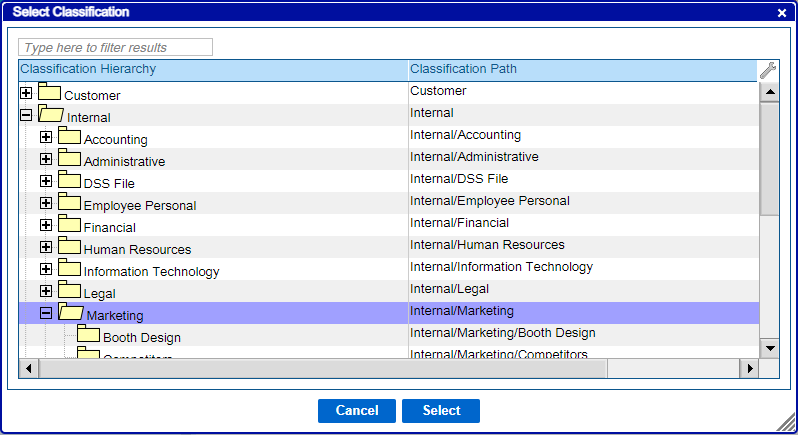 Select Classification
Type here to filter results
Classification Hierarchy Classification Path
Customer Customer
Internal Internal
Accounting Internal/Accounting
Administrative Internal/Administrative
DSS File Internal/DSS File
Employee Personal Internal/Employee Personal
Financial Internal/Financial
Human Resources Internal/Human Resources
Information Technology Internal/Information Technology
Legal Internal/Legal
Marketing Internal/Marketing
Booth Design Internal/Marketing/Booth Design
Competitors Internal/Marketing/Competitors
Cancel Select